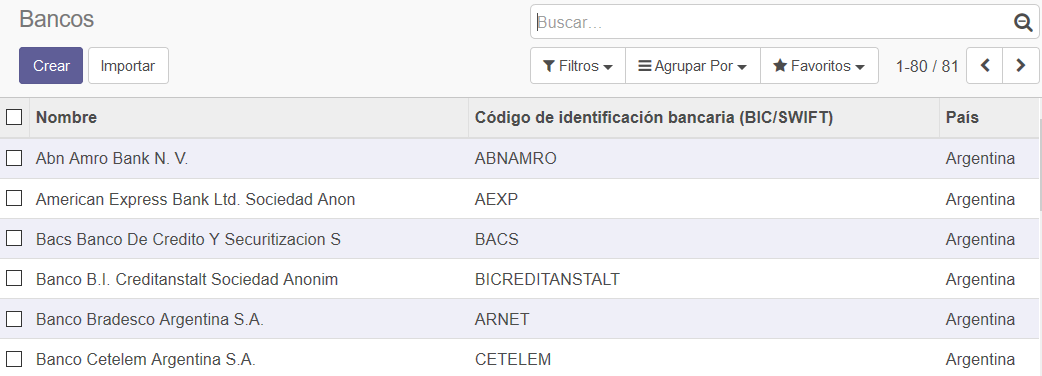 Bancos
Buscar...
Crear Importar
Filtros Agrupar Por Favoritos 1-80 / 81
Nombre Código de identificación bancaria (BIC/SWIFT) País
Abn Amro Bank N. V. ABNAMRO Argentina
American Express Bank Ltd. Sociedad Anon AEXP Argentina
Bacs Banco De Credito Y Securitizacion S BACS Argentina
Banco B.I. Creditanstalt Sociedad Anonim BICREDITANSTALT Argentina
Banco Bradesco Argentina S.A. ARNET Argentina
Banco Cetelem Argentina S.A. CETELEM Argentina